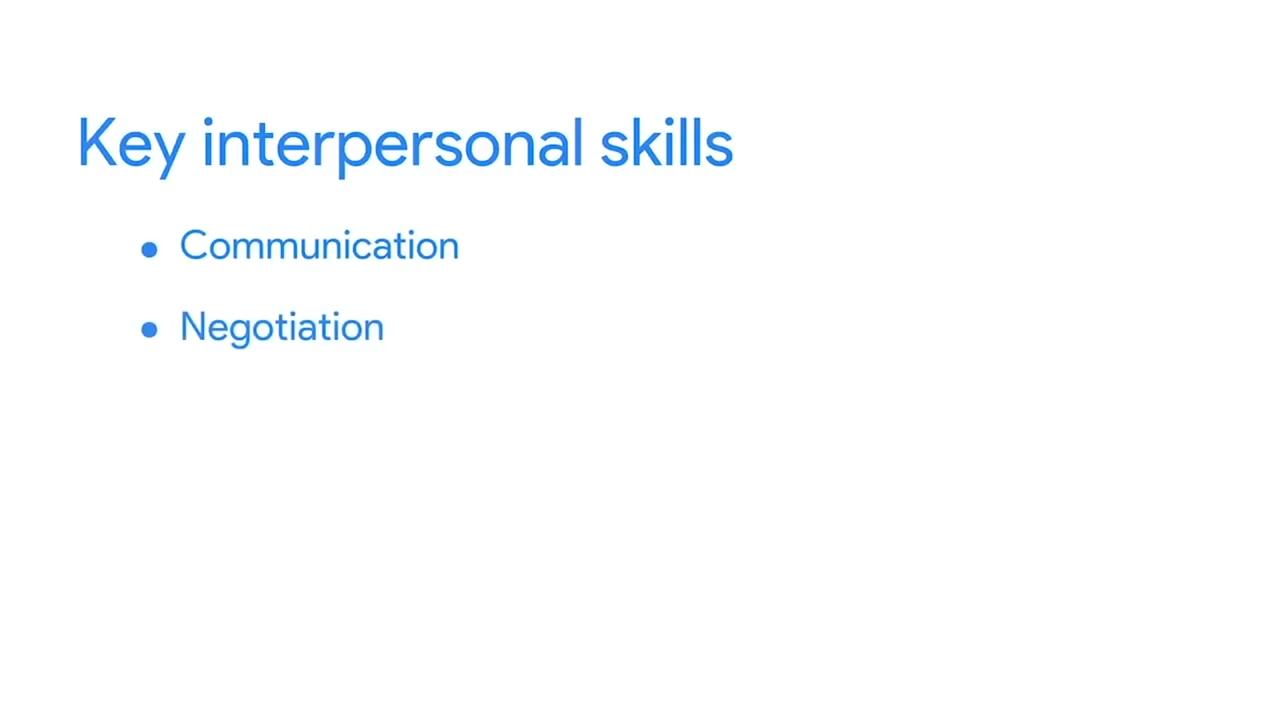 Key interpersonal skills
● Communication
● Negotiation